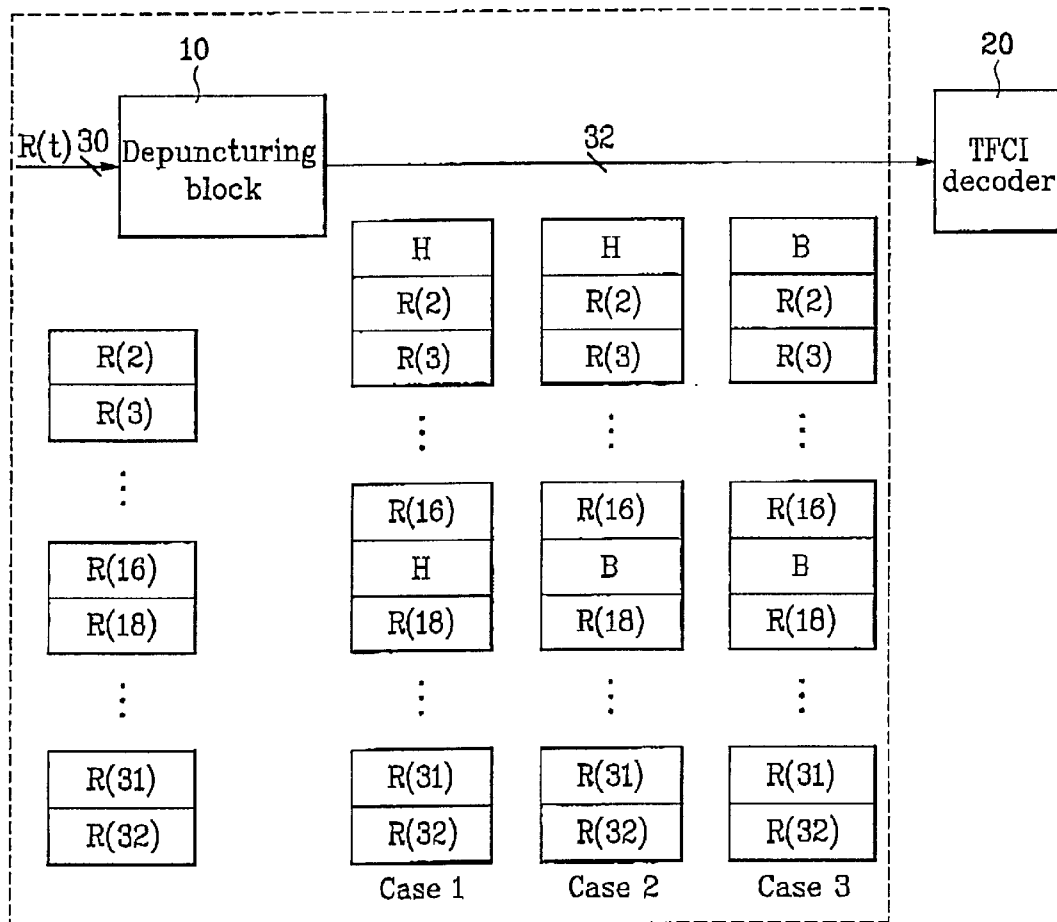 10
20
R(t) 30
Depuncturing
block
32
TFCI
decoder
R(2)
R(3)
⋮
R(16)
R(18)
⋮
R(31)
R(32)
H
R(2)
R(3)
⋮
R(16)
H
R(18)
⋮
R(31)
R(32)
Case 1
H
R(2)
R(3)
⋮
R(16)
B
R(18)
⋮
R(31)
R(32)
Case 2
B
R(2)
R(3)
⋮
R(16)
B
R(18)
⋮
R(31)
R(32)
Case 3